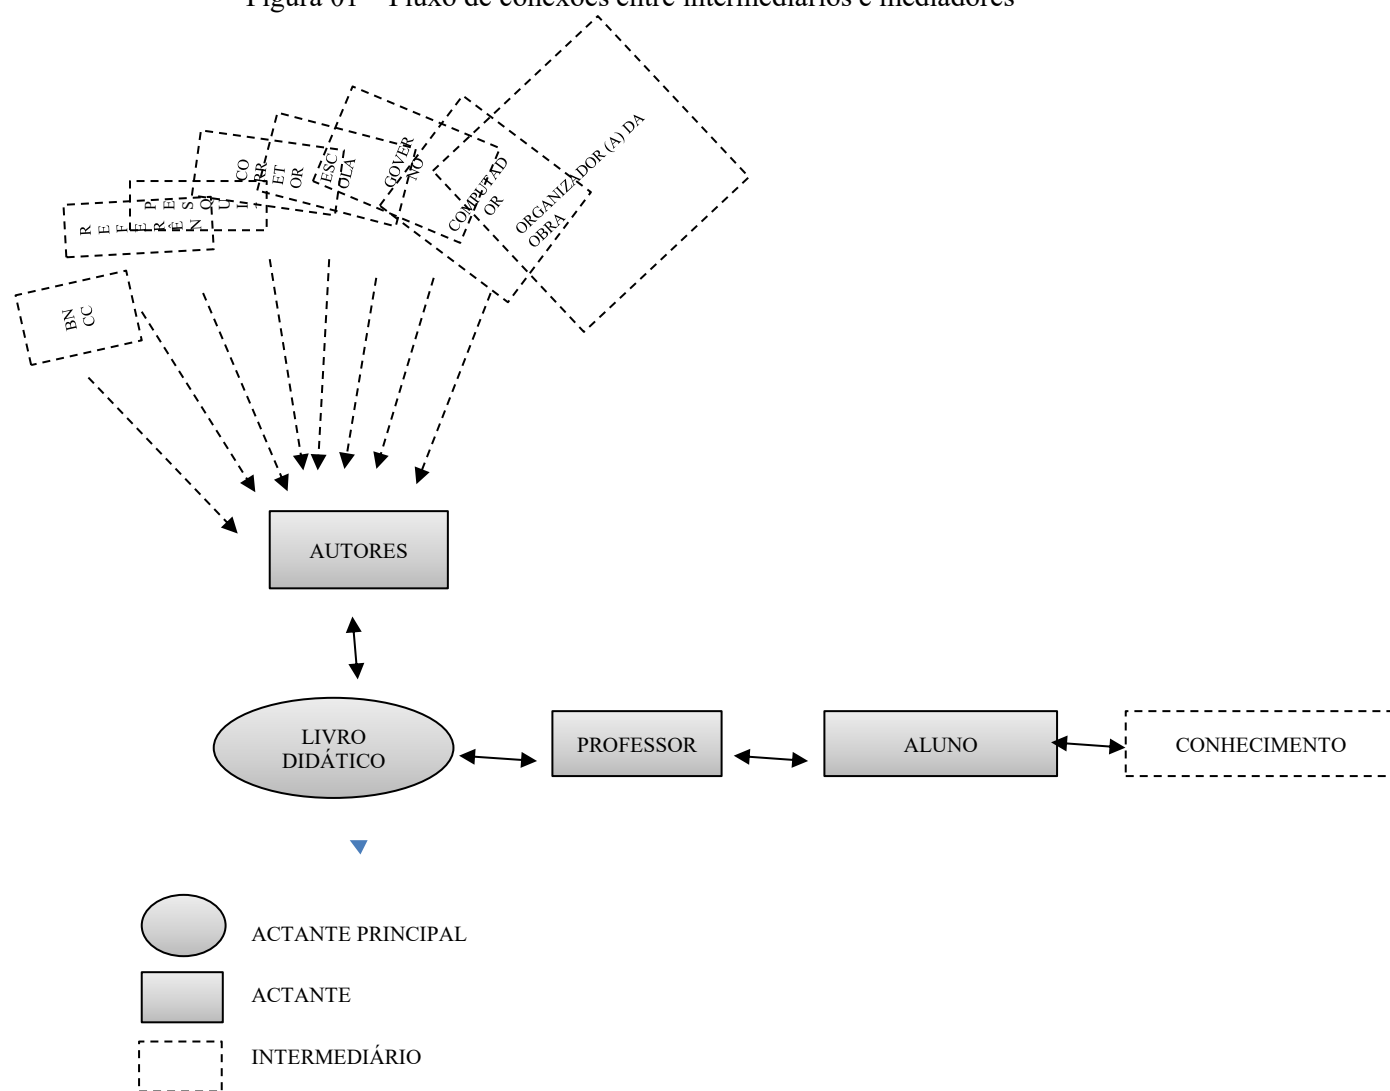 Figura 01 – Fluxo de conexões entre intermediários e mediadores
BN
CC
R
E
F
E
R
Ê
N
P
E
S
Q
U
I
CO
RR
ET
OR
ESC
OLA
GOVER
NO
COMPUTAD
OR
ORGANIZADOR (A) DA
OBRA
AUTORES
LIVRO
DIDÁTICO
PROFESSOR
ALUNO
CONHECIMENTO
ACTANTE PRINCIPAL
ACTANTE
INTERMEDIÁRIO